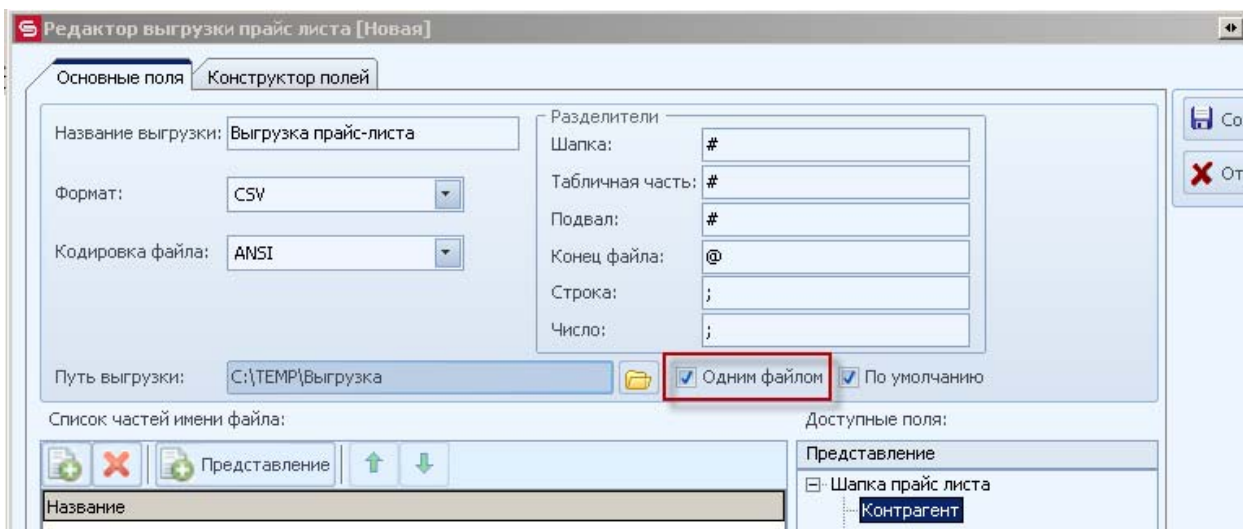 Редактор выгрузки прайс листа [Новая]
Основные поля Конструктор полей
Название выгрузки: Выгрузка прайс-листа
Формат: CSV
Кодировка файла: ANSI
Разделители
Шапка: #
Табличная часть: #
Подвал: #
Конец файла: @
Строка: ;
Число: ;
Со
От
Путь выгрузки: C:\TEMP\Выгрузка Одним файлом По умолчанию
Список частей имени файла:
Представление
Название
Доступные поля:
Представление
Шапка прайс листа
Контрагент